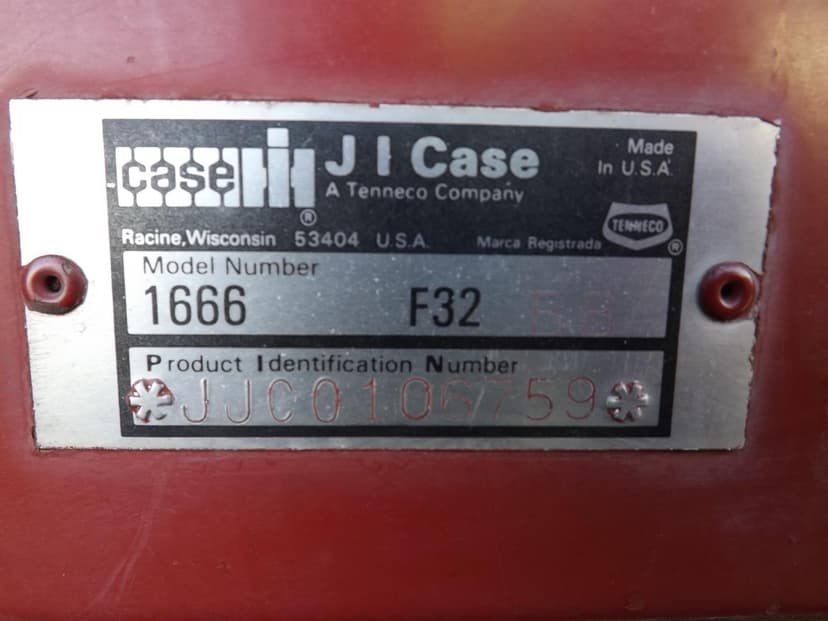 case IH J I Case Made
A Tenneco Company In U.S.A.
® TENNECO
Racine, Wisconsin 53404 U.S.A. Marca Registrada ®
Model Number
1666 F32
Product Identification Number
*JJC0106759*